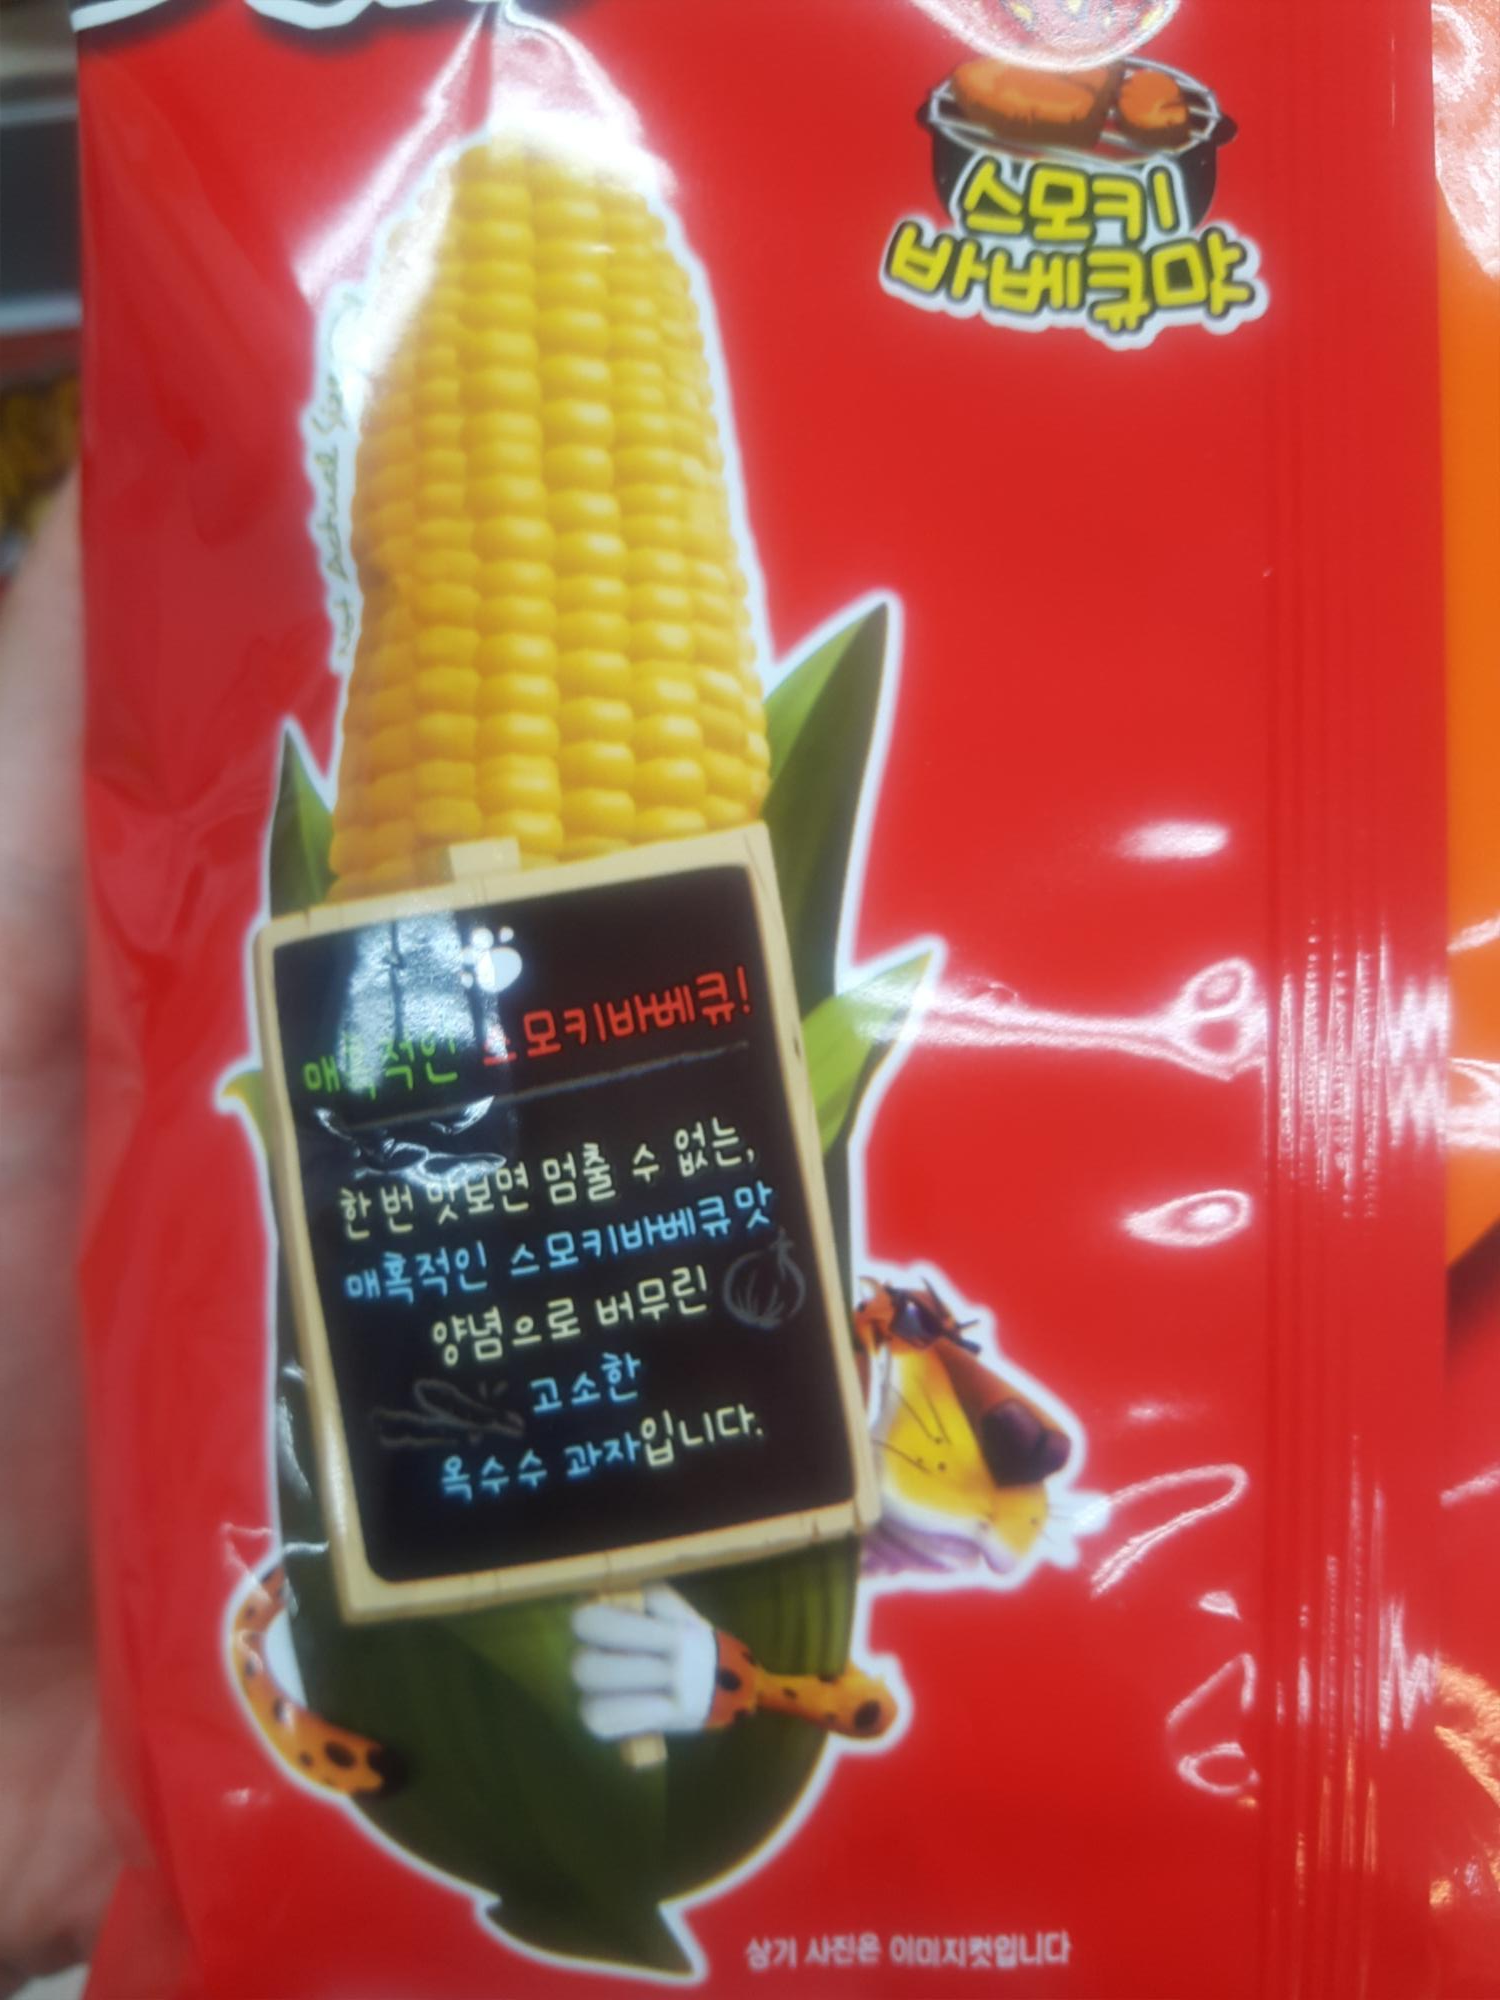 스모키
바베큐맛
Not Actual
매혹적인 스모키바베큐!
한번 맛보면 멈출 수 없는,
매혹적인 스모키바베큐맛
양념으로 버무린
고소한
옥수수 과자입니다.
상기 사진은 이미지컷입니다